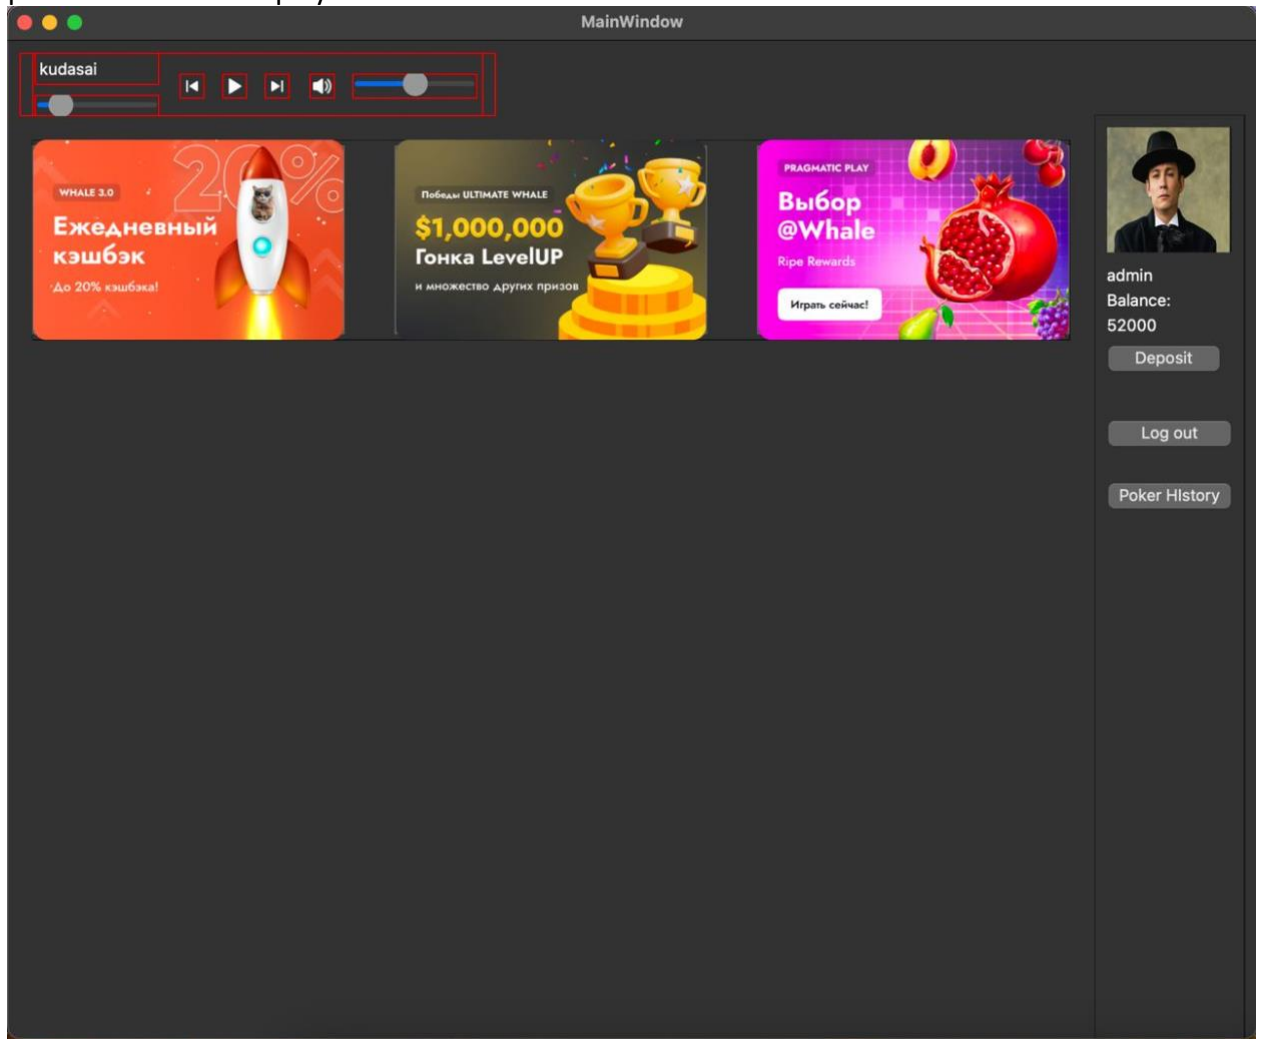 MainWindow
kudasai
WHALE 3.0
20%
Ежедневный
кэшбэк
До 20% кэшбэка!
Победы ULTIMATE WHALE
$1,000,000
Гонка LevelUP
и множество других призов
PRAGMATIC PLAY
Выбор
@Whale
Ripe Rewards
Играть сейчас!
admin
Balance:
52000
Deposit
Log out
Poker HIstory